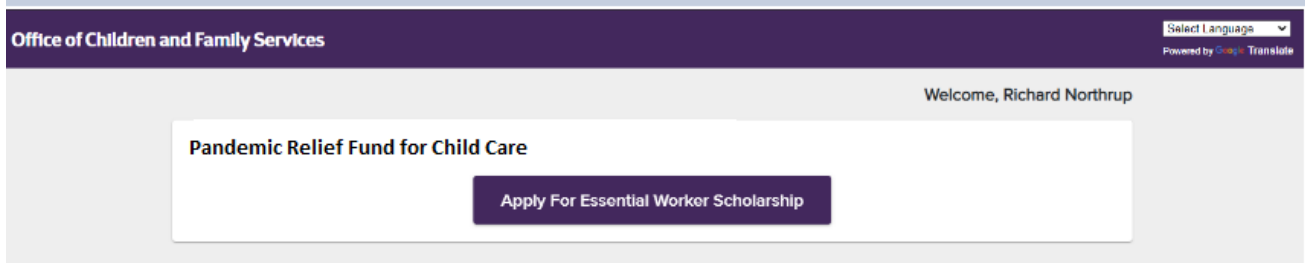 Office of Children and Family Services
Select Language
Powered by Google Translate
Welcome, Richard Northrup
Pandemic Relief Fund for Child Care
Apply For Essential Worker Scholarship